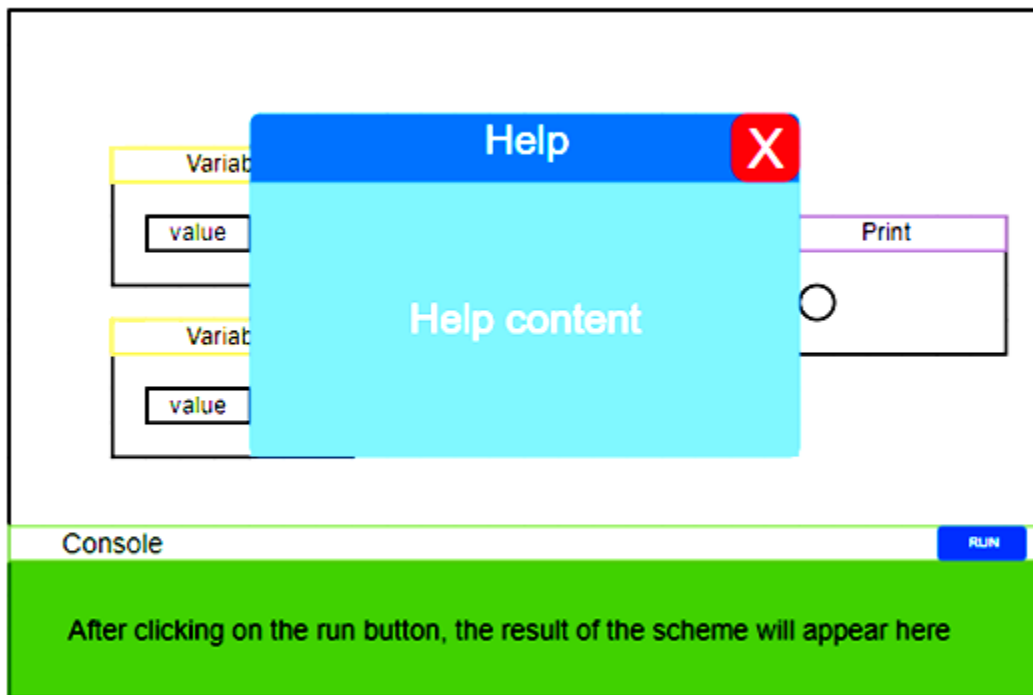 Help
X
Variab
value
Print
Help content
Variab
value
Console
RUN
After clicking on the run button, the result of the scheme will appear here